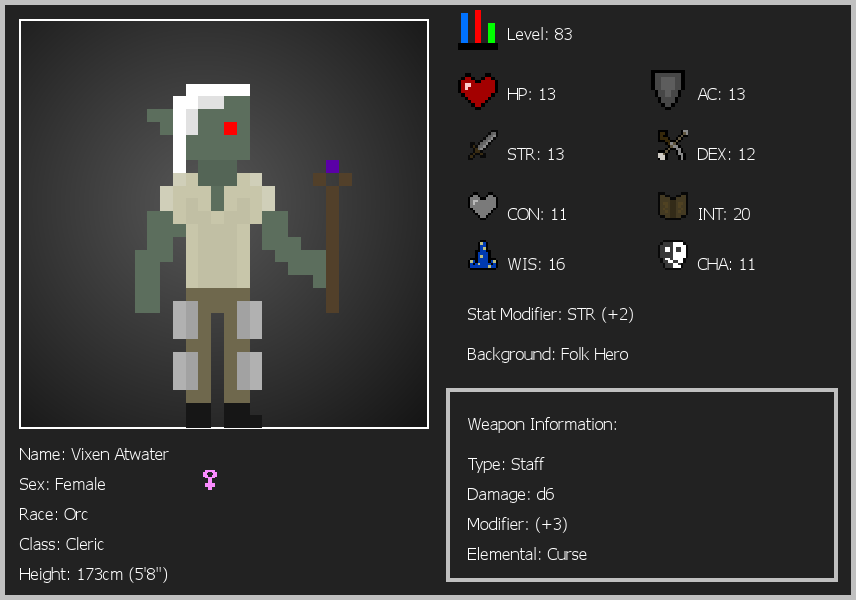 Level: 83
HP: 13
AC: 13
STR: 13
DEX: 12
CON: 11
INT: 20
WIS: 16
CHA: 11
Stat Modifier: STR (+2)
Background: Folk Hero
Weapon Information:
Type: Staff
Damage: d6
Modifier: (+3)
Elemental: Curse
Name: Vixen Atwater
Sex: Female
Race: Orc
Class: Cleric
Height: 173cm (5'8")